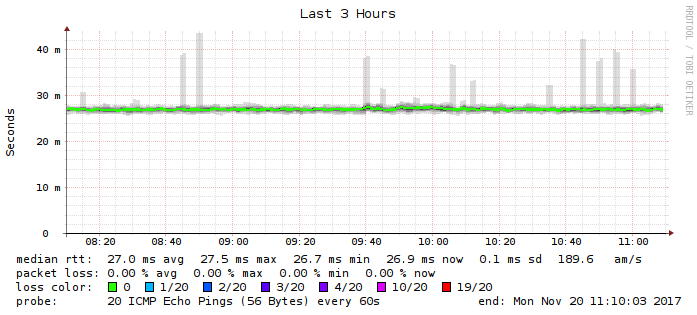 Last 3 Hours
RRDTOOL / TOBI OETIKER
Seconds
40 m
30 m
20 m
10 m
0
08:20 08:40 09:00 09:20 09:40 10:00 10:20 10:40 11:00
median rtt: 27.0 ms avg 27.5 ms max 26.7 ms min 26.9 ms now 0.1 ms sd 189.6 am/s
packet loss: 0.00 % avg 0.00 % max 0.00 % min 0.00 % now
loss color: 0 1/20 2/20 3/20 4/20 10/20 19/20
probe: 20 ICMP Echo Pings (56 Bytes) every 60s end: Mon Nov 20 11:10:03 2017